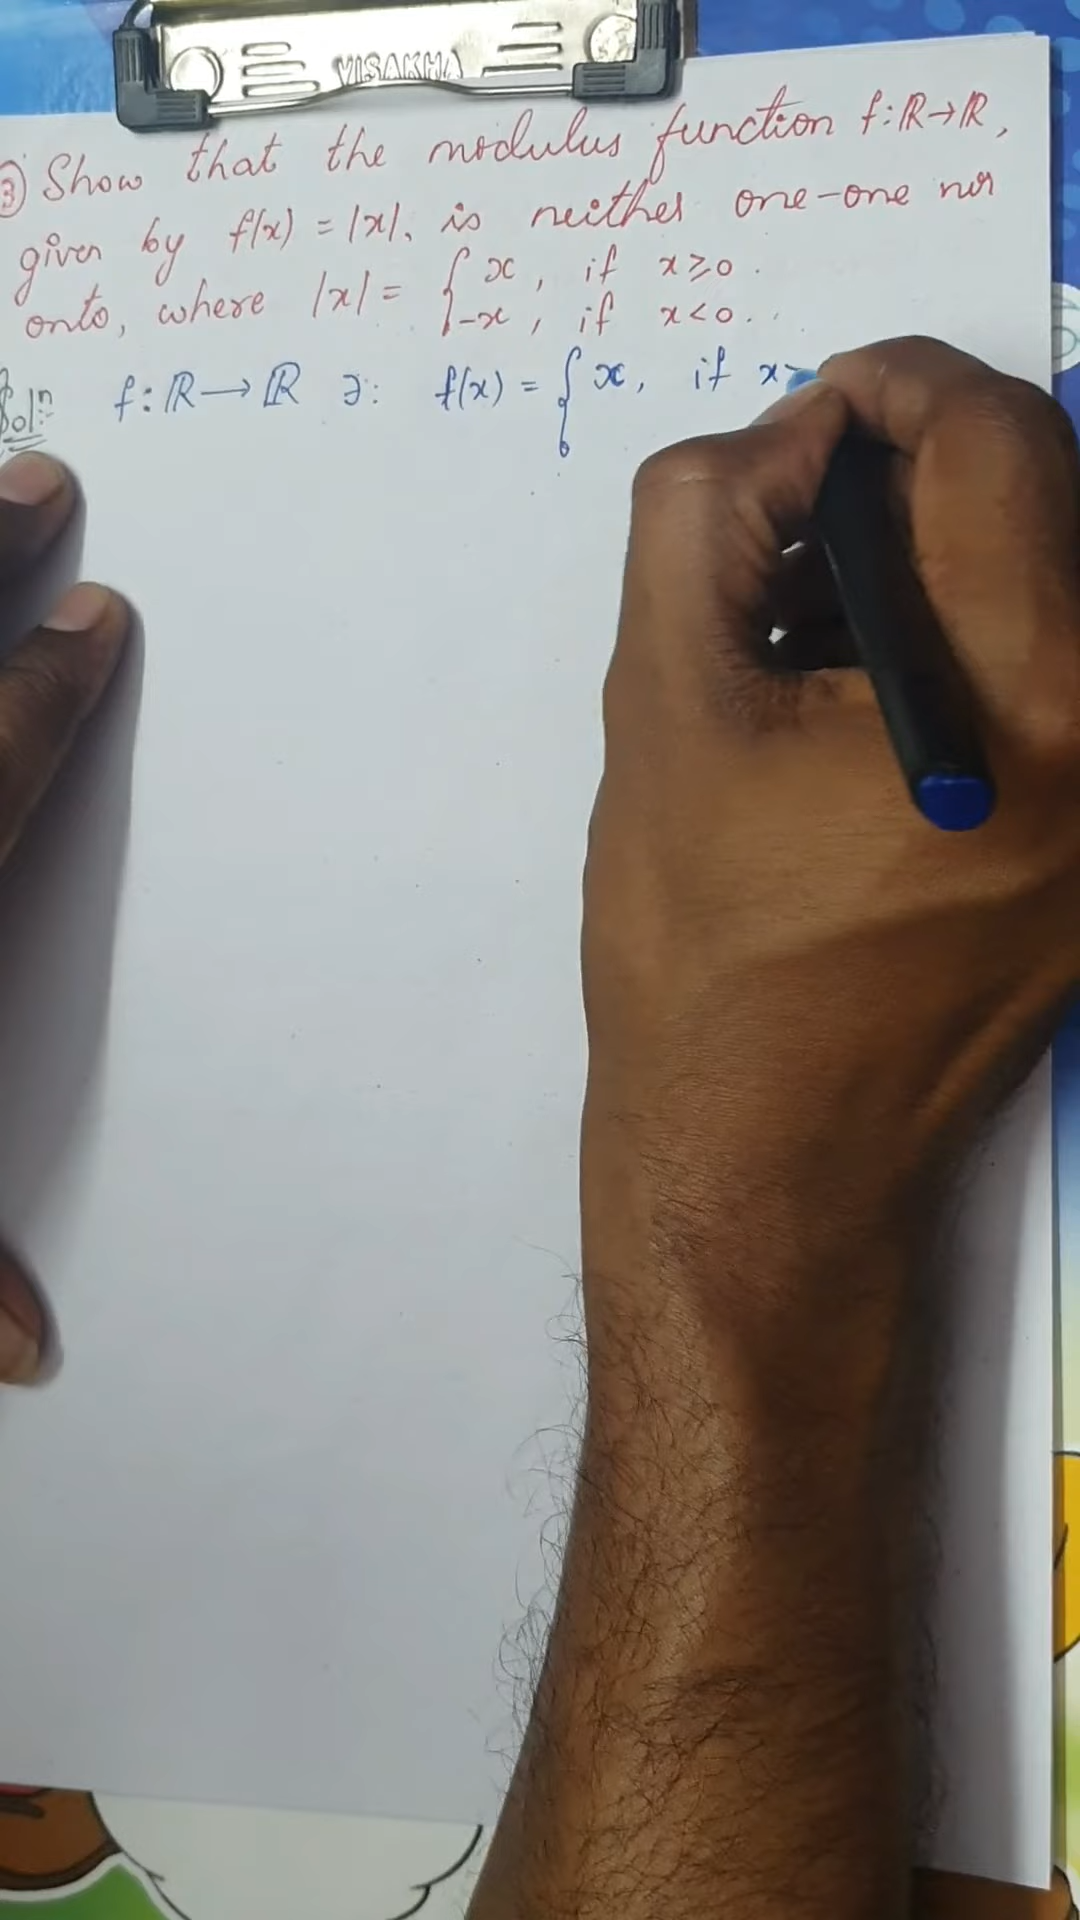 VISAKHA
③ Show that the modulus function f:ℝ→ℝ,
given by f(x) = |x|, is neither one-one nor
onto, where |x| = { x, if x ≥ 0.
-x, if x < 0.
Solⁿ:- f:ℝ→ℝ ∋: f(x) = { x, if x